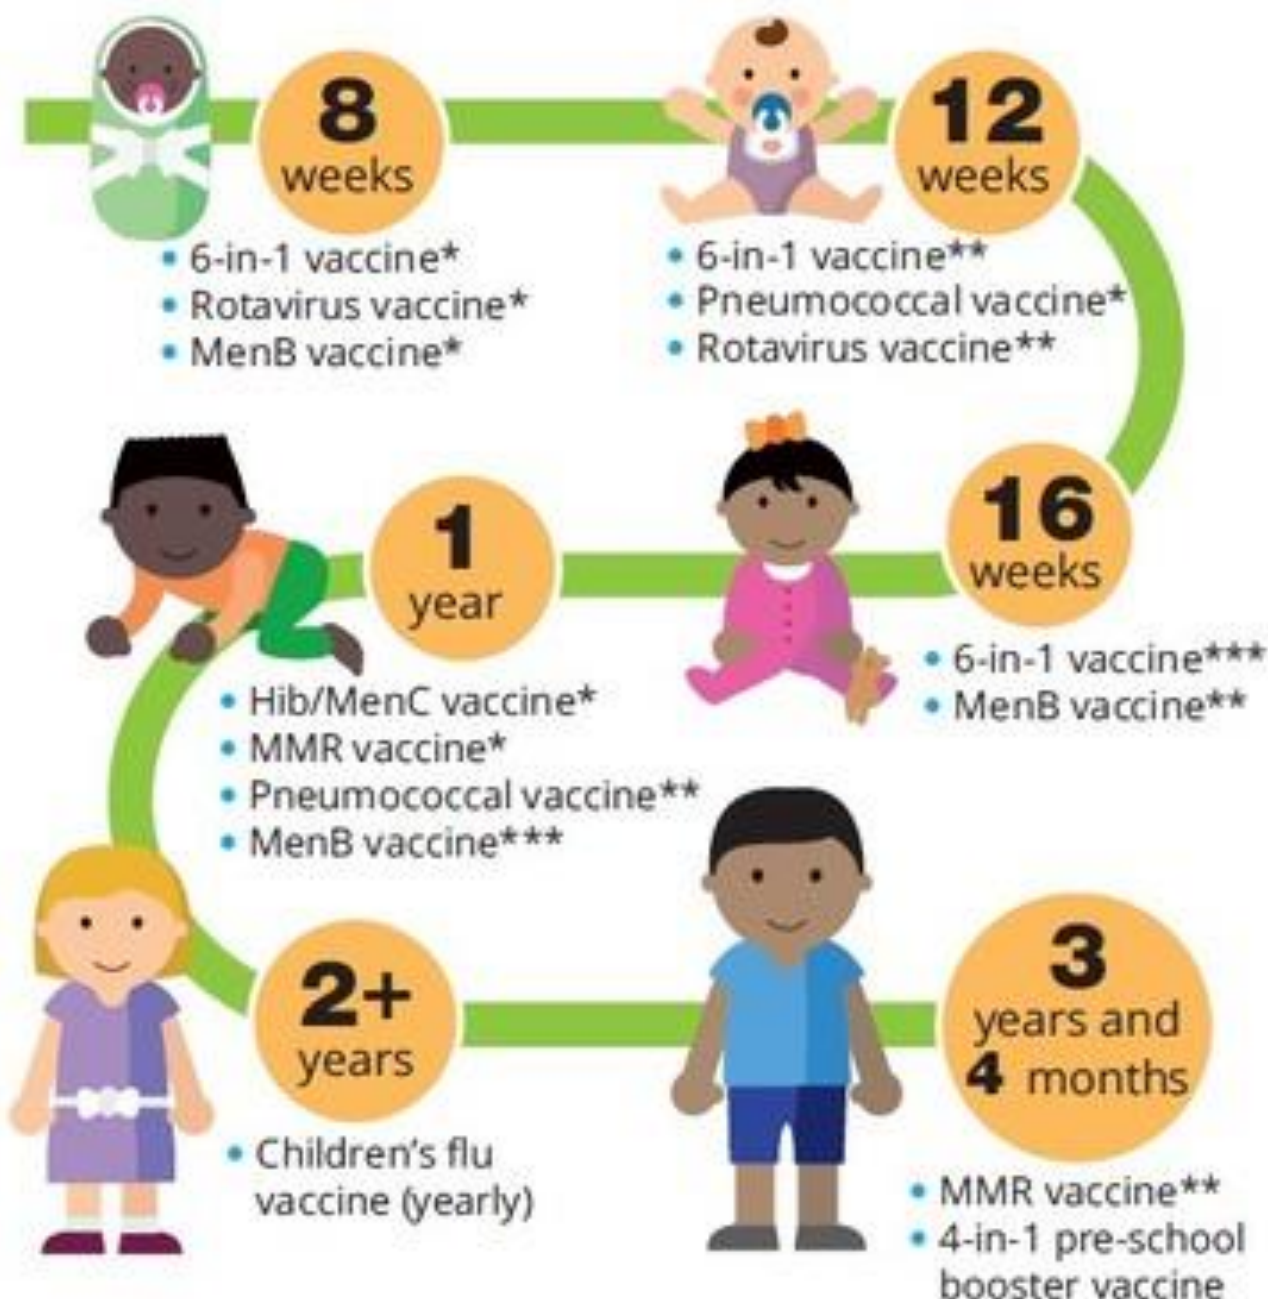 8
weeks
• 6-in-1 vaccine*
• Rotavirus vaccine*
• MenB vaccine*
12
weeks
• 6-in-1 vaccine**
• Pneumococcal vaccine*
• Rotavirus vaccine**
16
weeks
• 6-in-1 vaccine***
• MenB vaccine**
1
year
• Hib/MenC vaccine*
• MMR vaccine*
• Pneumococcal vaccine**
• MenB vaccine***
2+
years
• Children’s flu
vaccine (yearly)
3
years and
4 months
• MMR vaccine**
• 4-in-1 pre-school
booster vaccine